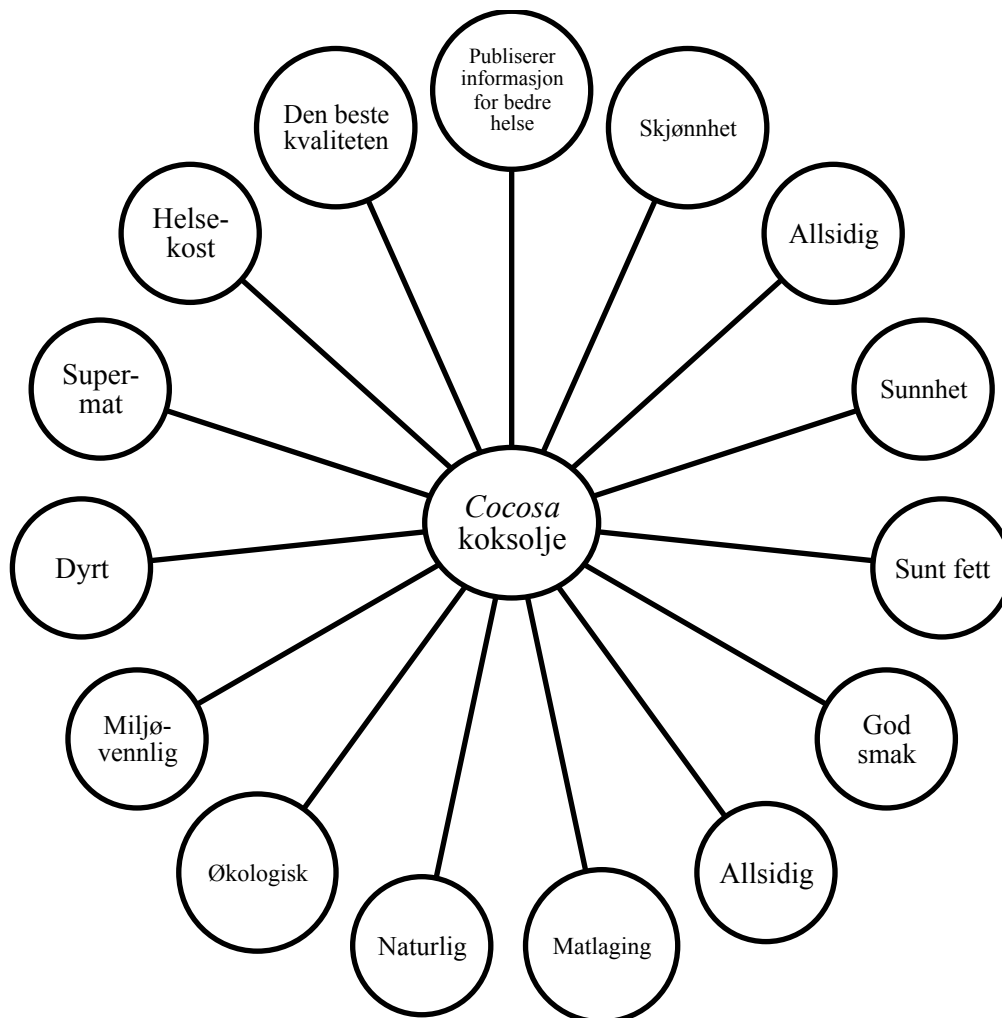 Publiserer
informasjon
for bedre
helse
Skjønnhet
Allsidig
Sunnhet
Sunt fett
God
smak
Allsidig
Matlaging
Naturlig
Økologisk
Miljø-
vennlig
Dyrt
Super-
mat
Helse-
kost
Den beste
kvaliteten
Cocosa
koksolje